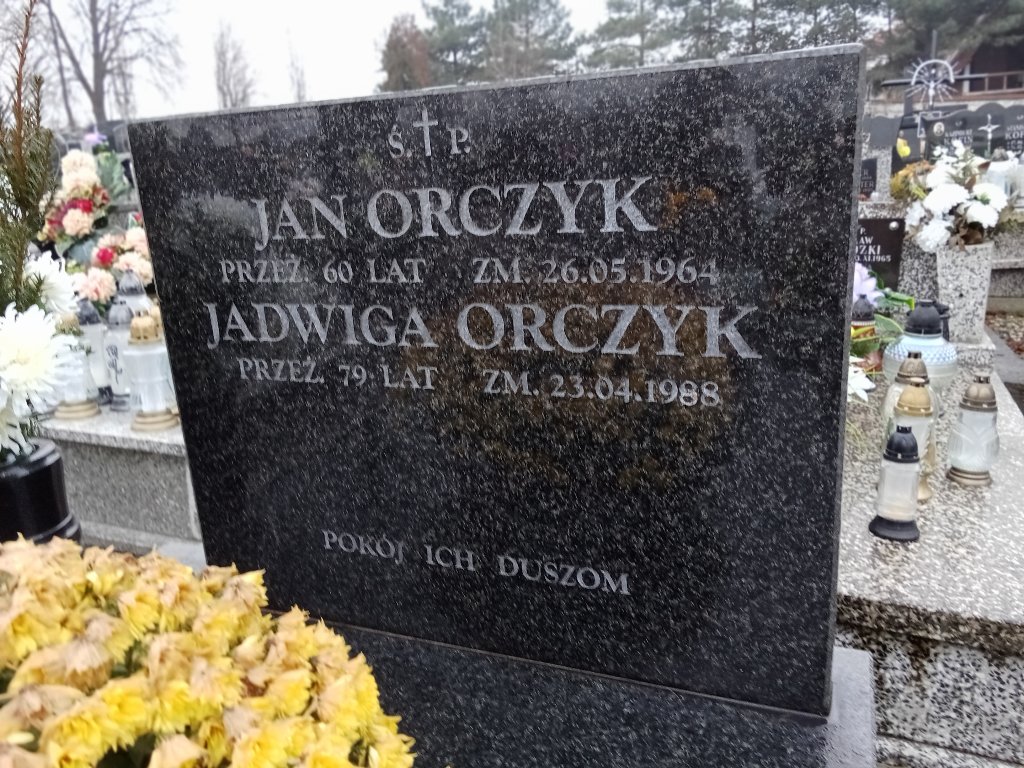 Ś. P.
JAN ORCZYK
PRZEŻ. 60 LAT ZM. 26.05.1964
JADWIGA ORCZYK
PRZEŻ. 79 LAT ZM. 23.04.1988
POKÓJ ICH DUSZOM